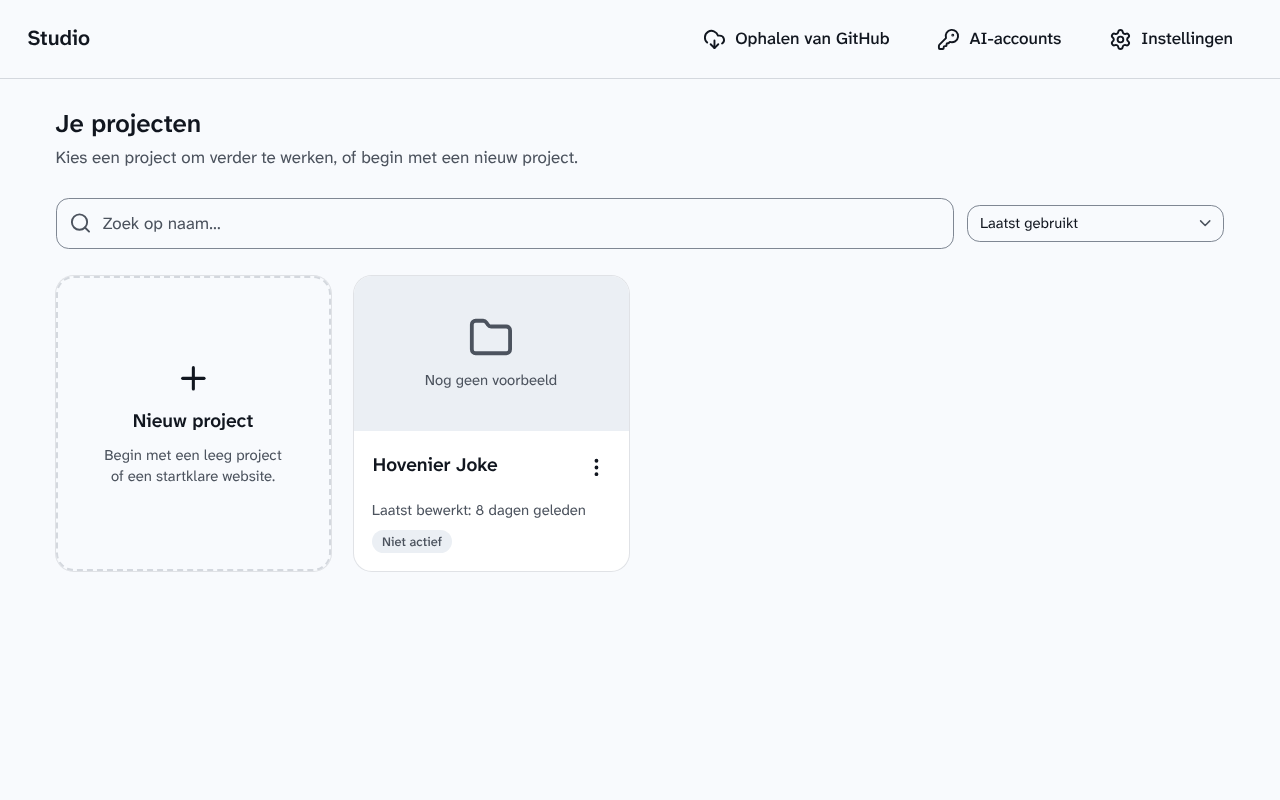 Studio
Ophalen van GitHub
AI-accounts
Instellingen
Je projecten
Kies een project om verder te werken, of begin met een nieuw project.
Zoek op naam...
Laatst gebruikt
Nieuw project
Begin met een leeg project
of een startklare website.
Nog geen voorbeeld
Hovenier Joke
Laatst bewerkt: 8 dagen geleden
Niet actief